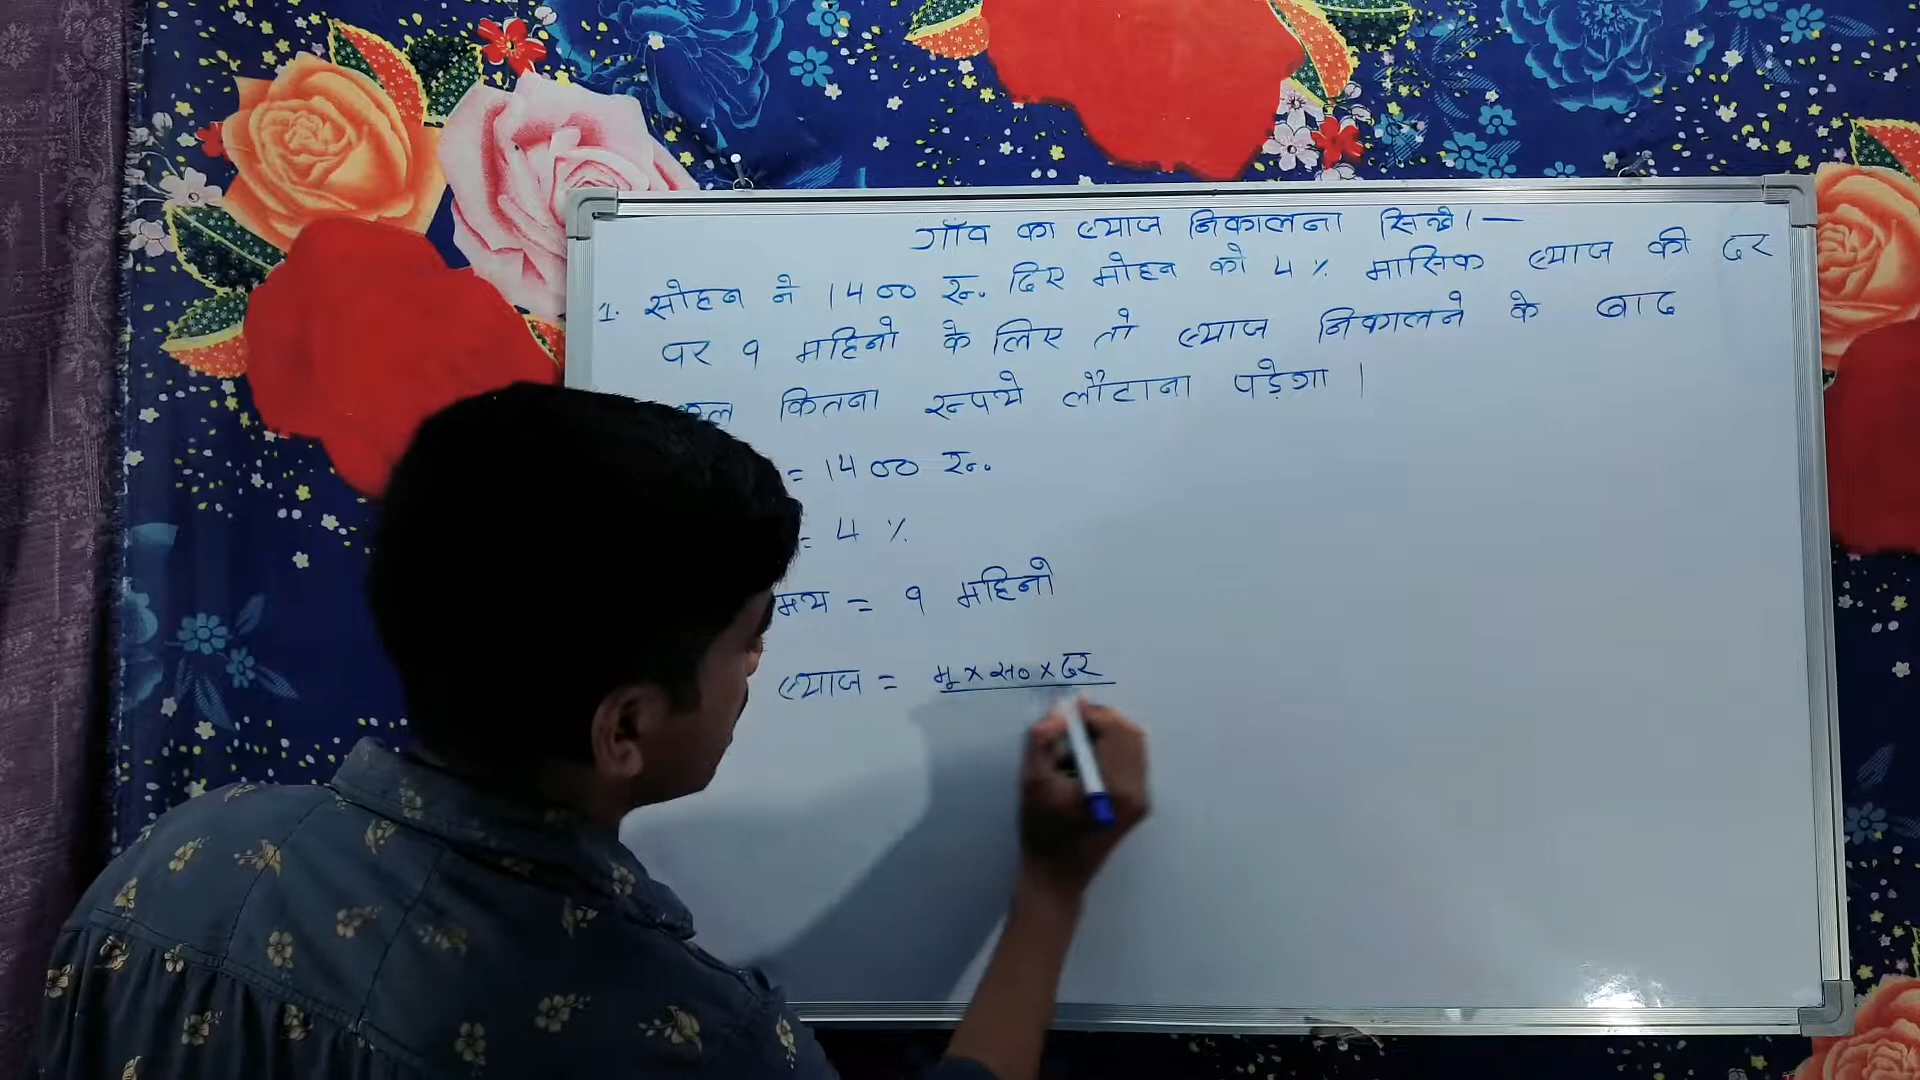 गाँव का ब्याज निकालना सिखे।—
1. सोहन ने 1400 रु. दिए मोहन को 4% मासिक ब्याज की दर
पर 9 महिनो के लिए तो ब्याज निकालने के बाद
कितना रूपये लौटाना पड़ेगा।
= 1400 रु.
= 4%
मय = 9 महिनो
ब्याज = मू × स० × दर